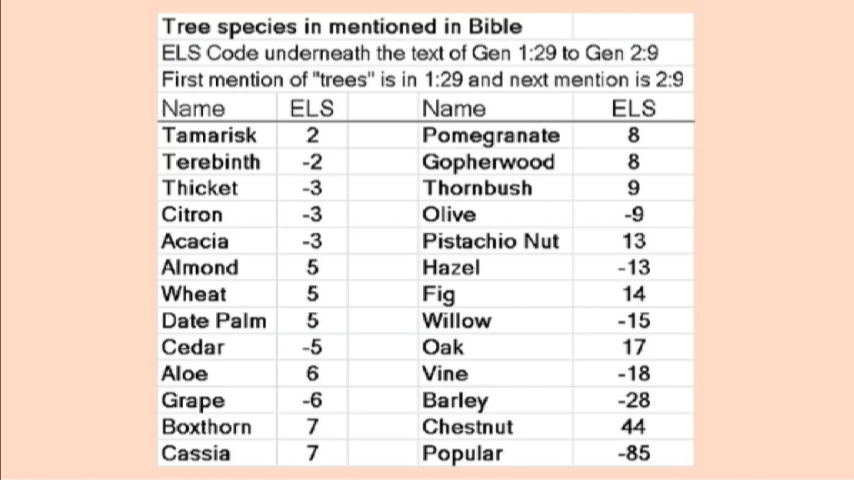 Tree species in mentioned in Bible
ELS Code underneath the text of Gen 1:29 to Gen 2:9
First mention of "trees" is in 1:29 and next mention is 2:9
Name ELS Name ELS
Tamarisk 2 Pomegranate 8
Terebinth -2 Gopherwood 8
Thicket -3 Thornbush 9
Citron -3 Olive -9
Acacia -3 Pistachio Nut 13
Almond 5 Hazel -13
Wheat 5 Fig 14
Date Palm 5 Willow -15
Cedar -5 Oak 17
Aloe 6 Vine -18
Grape -6 Barley -28
Boxthorn 7 Chestnut 44
Cassia 7 Popular -85